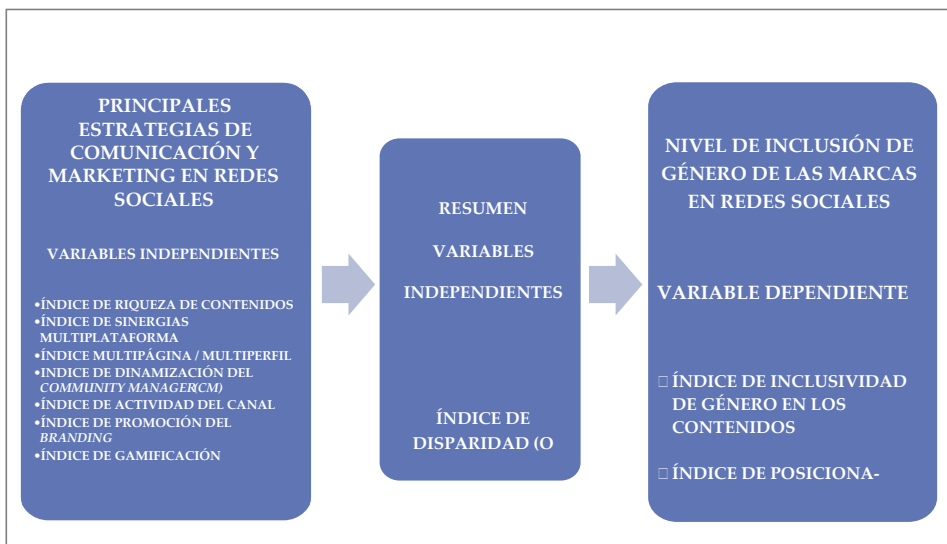 PRINCIPALES
ESTRATEGIAS DE
COMUNICACIÓN Y
MARKETING EN REDES
SOCIALES
VARIABLES INDEPENDIENTES
•ÍNDICE DE RIQUEZA DE CONTENIDOS
•ÍNDICE DE SINERGIAS
MULTIPLATAFORMA
•ÍNDICE MULTIPÁGINA / MULTIPERFIL
•INDICE DE DINAMIZACIÓN DEL
COMMUNITY MANAGER(CM)
•ÍNDICE DE ACTIVIDAD DEL CANAL
•ÍNDICE DE PROMOCIÓN DEL
BRANDING
•ÍNDICE DE GAMIFICACIÓN
RESUMEN
VARIABLES
INDEPENDIENTES
ÍNDICE DE
DISPARIDAD (O
NIVEL DE INCLUSIÓN DE
GÉNERO DE LAS MARCAS
EN REDES SOCIALES
VARIABLE DEPENDIENTE
□ ÍNDICE DE INCLUSIVIDAD
DE GÉNERO EN LOS
CONTENIDOS
□ ÍNDICE DE POSICIONA-